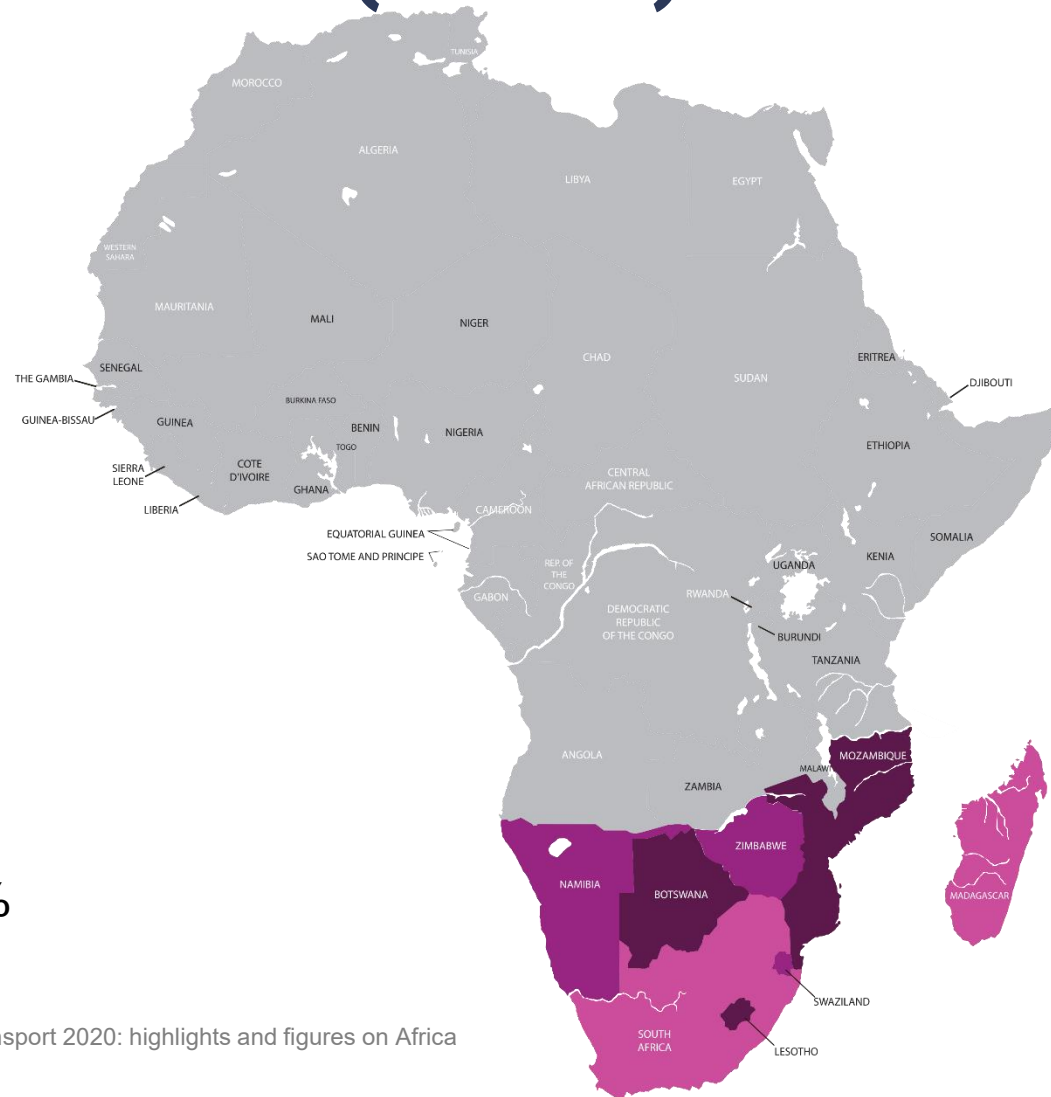 TUNISIA
MOROCCO
ALGERIA
LIBYA
EGYPT
WESTERN
SAHARA
MAURITANIA
MALI
NIGER
CHAD
SUDAN
ERITREA
SENEGAL
THE GAMBIA
DJIBOUTI
BURKINA FASO
GUINEA-BISSAU
GUINEA
BENIN
NIGERIA
ETHIOPIA
TOGO
SIERRA
LEONE
COTE
D'IVOIRE
GHANA
CENTRAL
AFRICAN REPUBLIC
LIBERIA
CAMEROON
EQUATORIAL GUINEA
SOMALIA
SAO TOME AND PRINCIPE
KENIA
UGANDA
REP. OF
THE
CONGO
GABON
RWANDA
DEMOCRATIC
REPUBLIC
OF THE CONGO
BURUNDI
TANZANIA
ANGOLA
MOZAMBIQUE
MALAWI
ZAMBIA
ZIMBABWE
NAMIBIA
BOTSWANA
MADAGASCAR
%
SWAZILAND
sport 2020: highlights and figures on Africa
SOUTH
AFRICA
LESOTHO